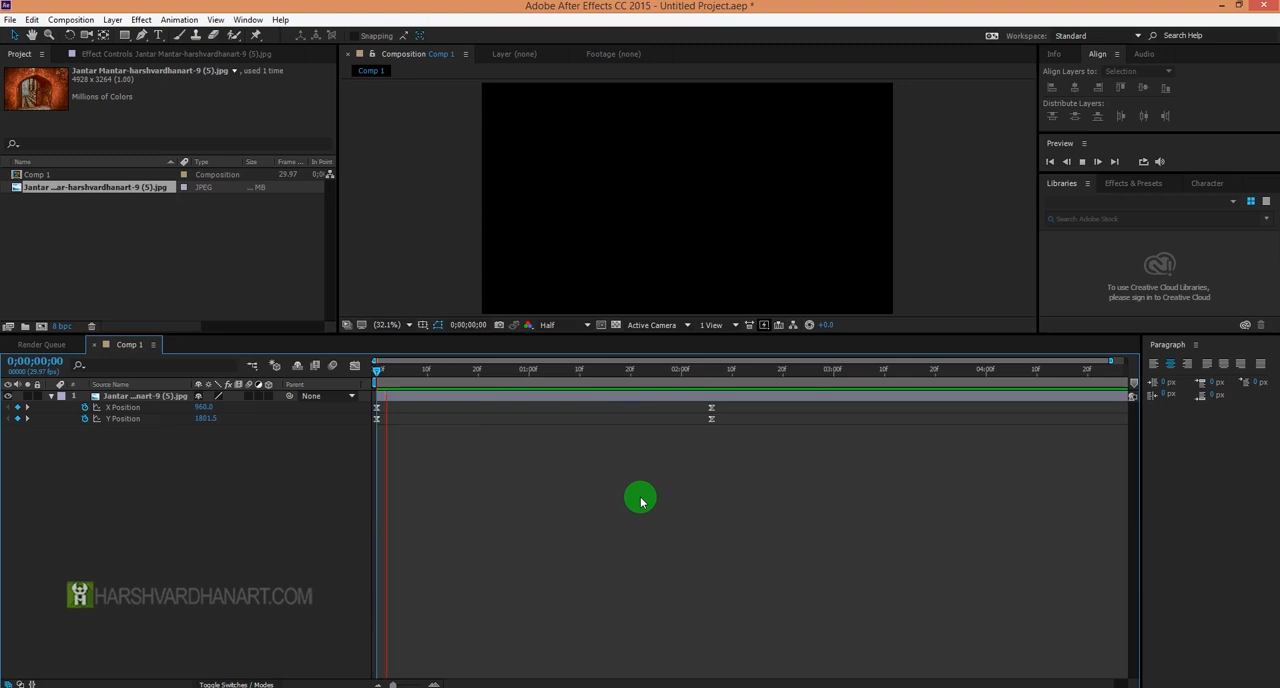 Adobe After Effects CC 2015 - Untitled Project.aep *
File Edit Composition Layer Effect Animation View Window Help
Snapping
Workspace: Standard
Search Help
Project
Effect Controls Jantar Mantar-harshvardhanart-9 (5).jpg
Composition Comp 1
Layer (none)
Footage (none)
Info
Align
Audio
Jantar Mantar-harshvardhanart-9 (5).jpg , used 1 time
4928 x 3264 (1.00)
Millions of Colors
Comp 1
Align Layers to: Selection
Distribute Layers:
Preview
Name Type Size Frame ... In Point
Comp 1 Composition 29.97
Jantar ...ar-harshvardhanart-9 (5).jpg JPEG ... MB
Libraries
Effects & Presets
Character
Search Adobe Stock
To use Creative Cloud Libraries,
please sign in to Creative Cloud
8 bpc
(32.1%) 0;00;00;00 Half Active Camera 1 View +0.0
Render Queue
Comp 1
Paragraph
0;00;00;00
00000 (29.97 fps)
10f 20f 01:00f 10f 20f 02:00f 10f 20f 03:00f 10f 20f 04:00f 10f 20f
# Source Name Parent
1 Jantar ...nart-9 (5).jpg None
X Position 960.0
Y Position 1801.5
0 px 0 px 0 px
0 px 0 px
HARSHVARDHANART.COM
Toggle Switches / Modes